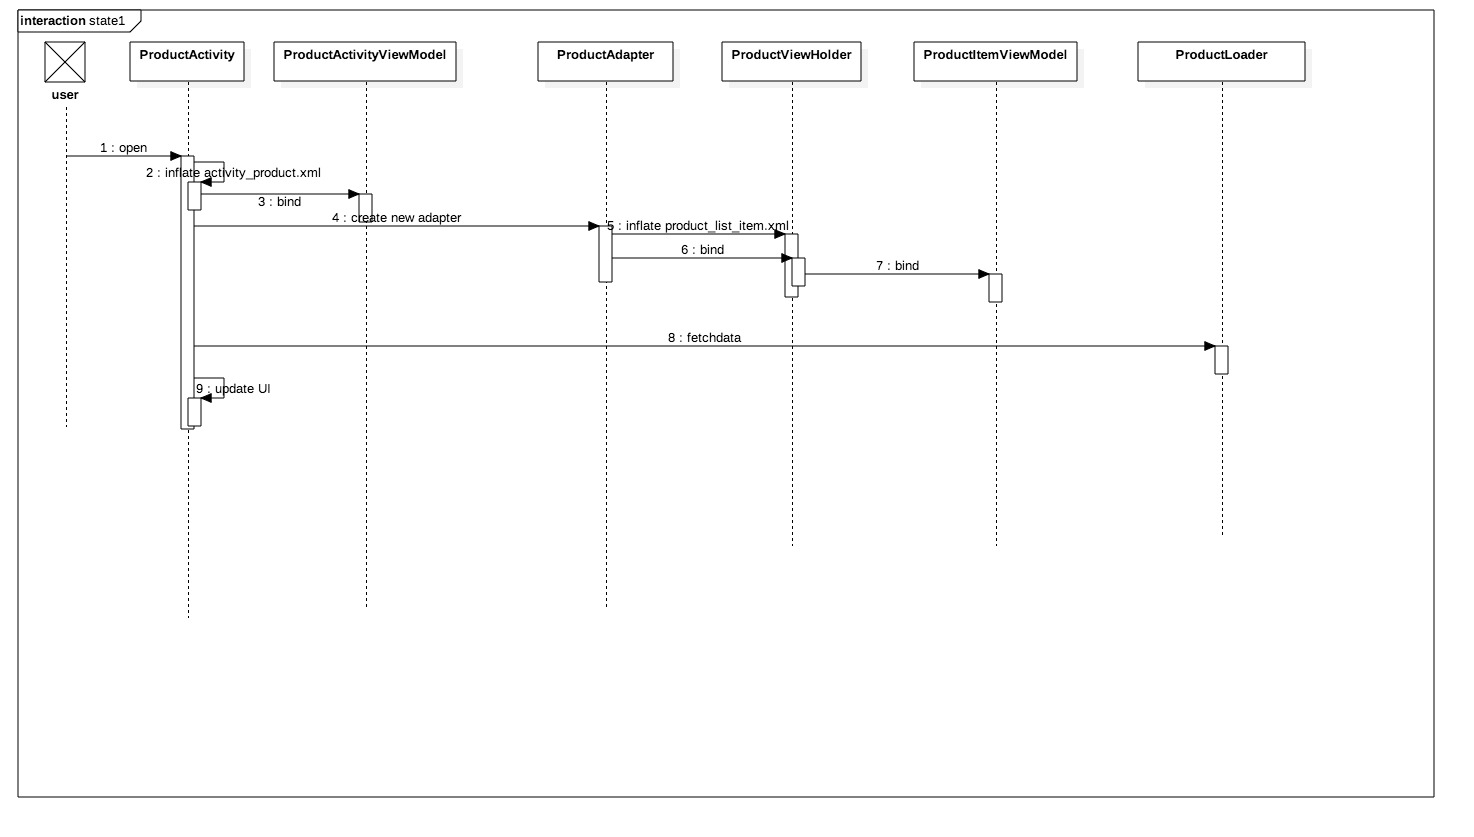 interaction state1
ProductActivity
ProductActivityViewModel
ProductAdapter
ProductViewHolder
ProductItemViewModel
ProductLoader
user
1 : open
2 : inflate activity_product.xml
3 : bind
4 : create new adapter
5 : inflate product_list_item.xml
6 : bind
7 : bind
8 : fetchdata
9 : update UI